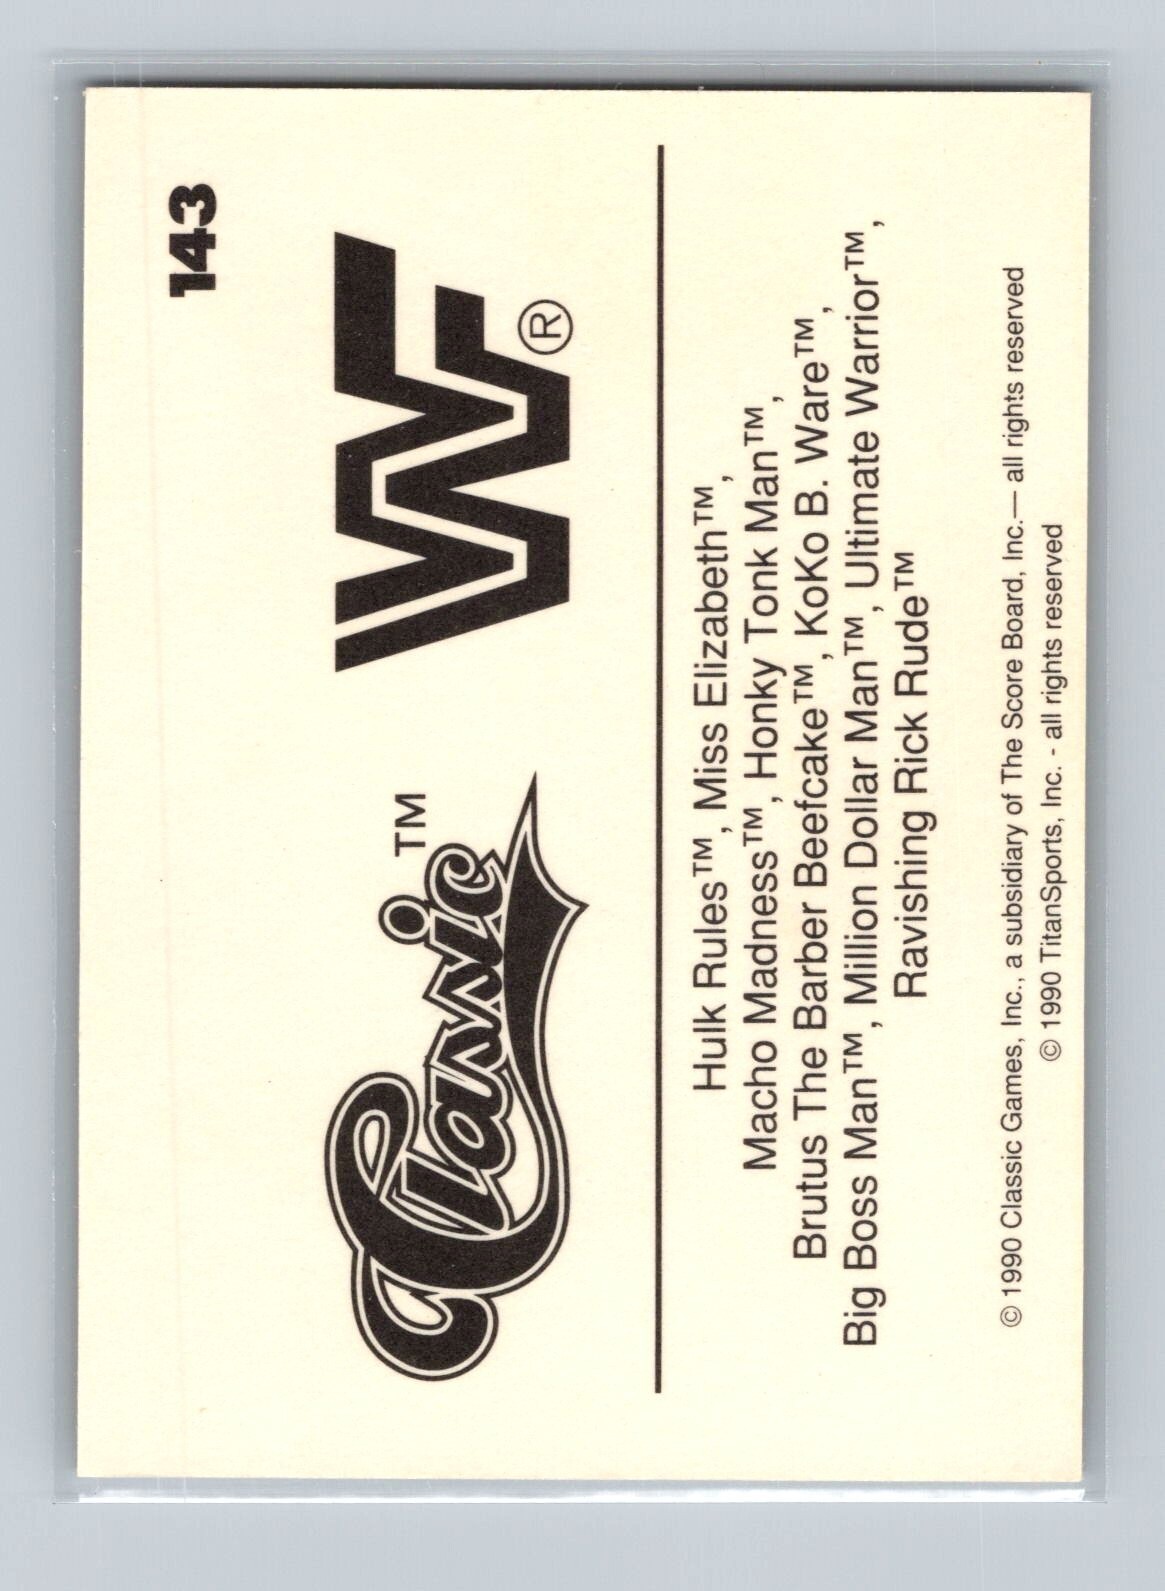 143
Classic™
WF®
Hulk Rules™, Miss Elizabeth™,
Macho Madness™, Honky Tonk Man™,
Brutus The Barber Beefcake™, KoKo B. Ware™,
Big Boss Man™, Million Dollar Man™, Ultimate Warrior™,
Ravishing Rick Rude™
© 1990 Classic Games, Inc., a subsidiary of The Score Board, Inc.— all rights reserved
© 1990 TitanSports, Inc. - all rights reserved